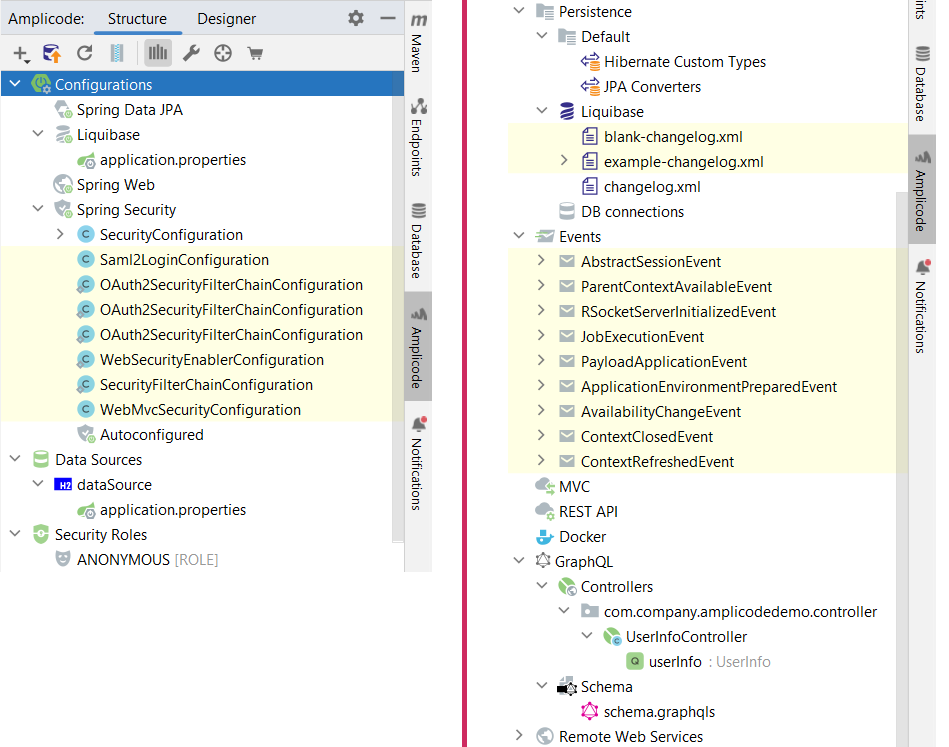 Amplicode: Structure Designer
Configurations
Spring Data JPA
Liquibase
application.properties
Spring Web
Spring Security
SecurityConfiguration
Saml2LoginConfiguration
OAuth2SecurityFilterChainConfiguration
OAuth2SecurityFilterChainConfiguration
OAuth2SecurityFilterChainConfiguration
WebSecurityEnablerConfiguration
SecurityFilterChainConfiguration
WebMvcSecurityConfiguration
Autoconfigured
Data Sources
H2 dataSource
application.properties
Security Roles
ANONYMOUS [ROLE]
m
Maven
Endpoints
Database
Amplicode
Notifications
Persistence
Default
Hibernate Custom Types
JPA Converters
Liquibase
blank-changelog.xml
example-changelog.xml
changelog.xml
DB connections
Events
AbstractSessionEvent
ParentContextAvailableEvent
RSocketServerInitializedEvent
JobExecutionEvent
PayloadApplicationEvent
ApplicationEnvironmentPreparedEvent
AvailabilityChangeEvent
ContextClosedEvent
ContextRefreshedEvent
MVC
REST API
Docker
GraphQL
Controllers
com.company.amplicodedemo.controller
UserInfoController
userInfo : UserInfo
Schema
schema.graphqls
Remote Web Services
ints
Database
Amplicode
Notifications